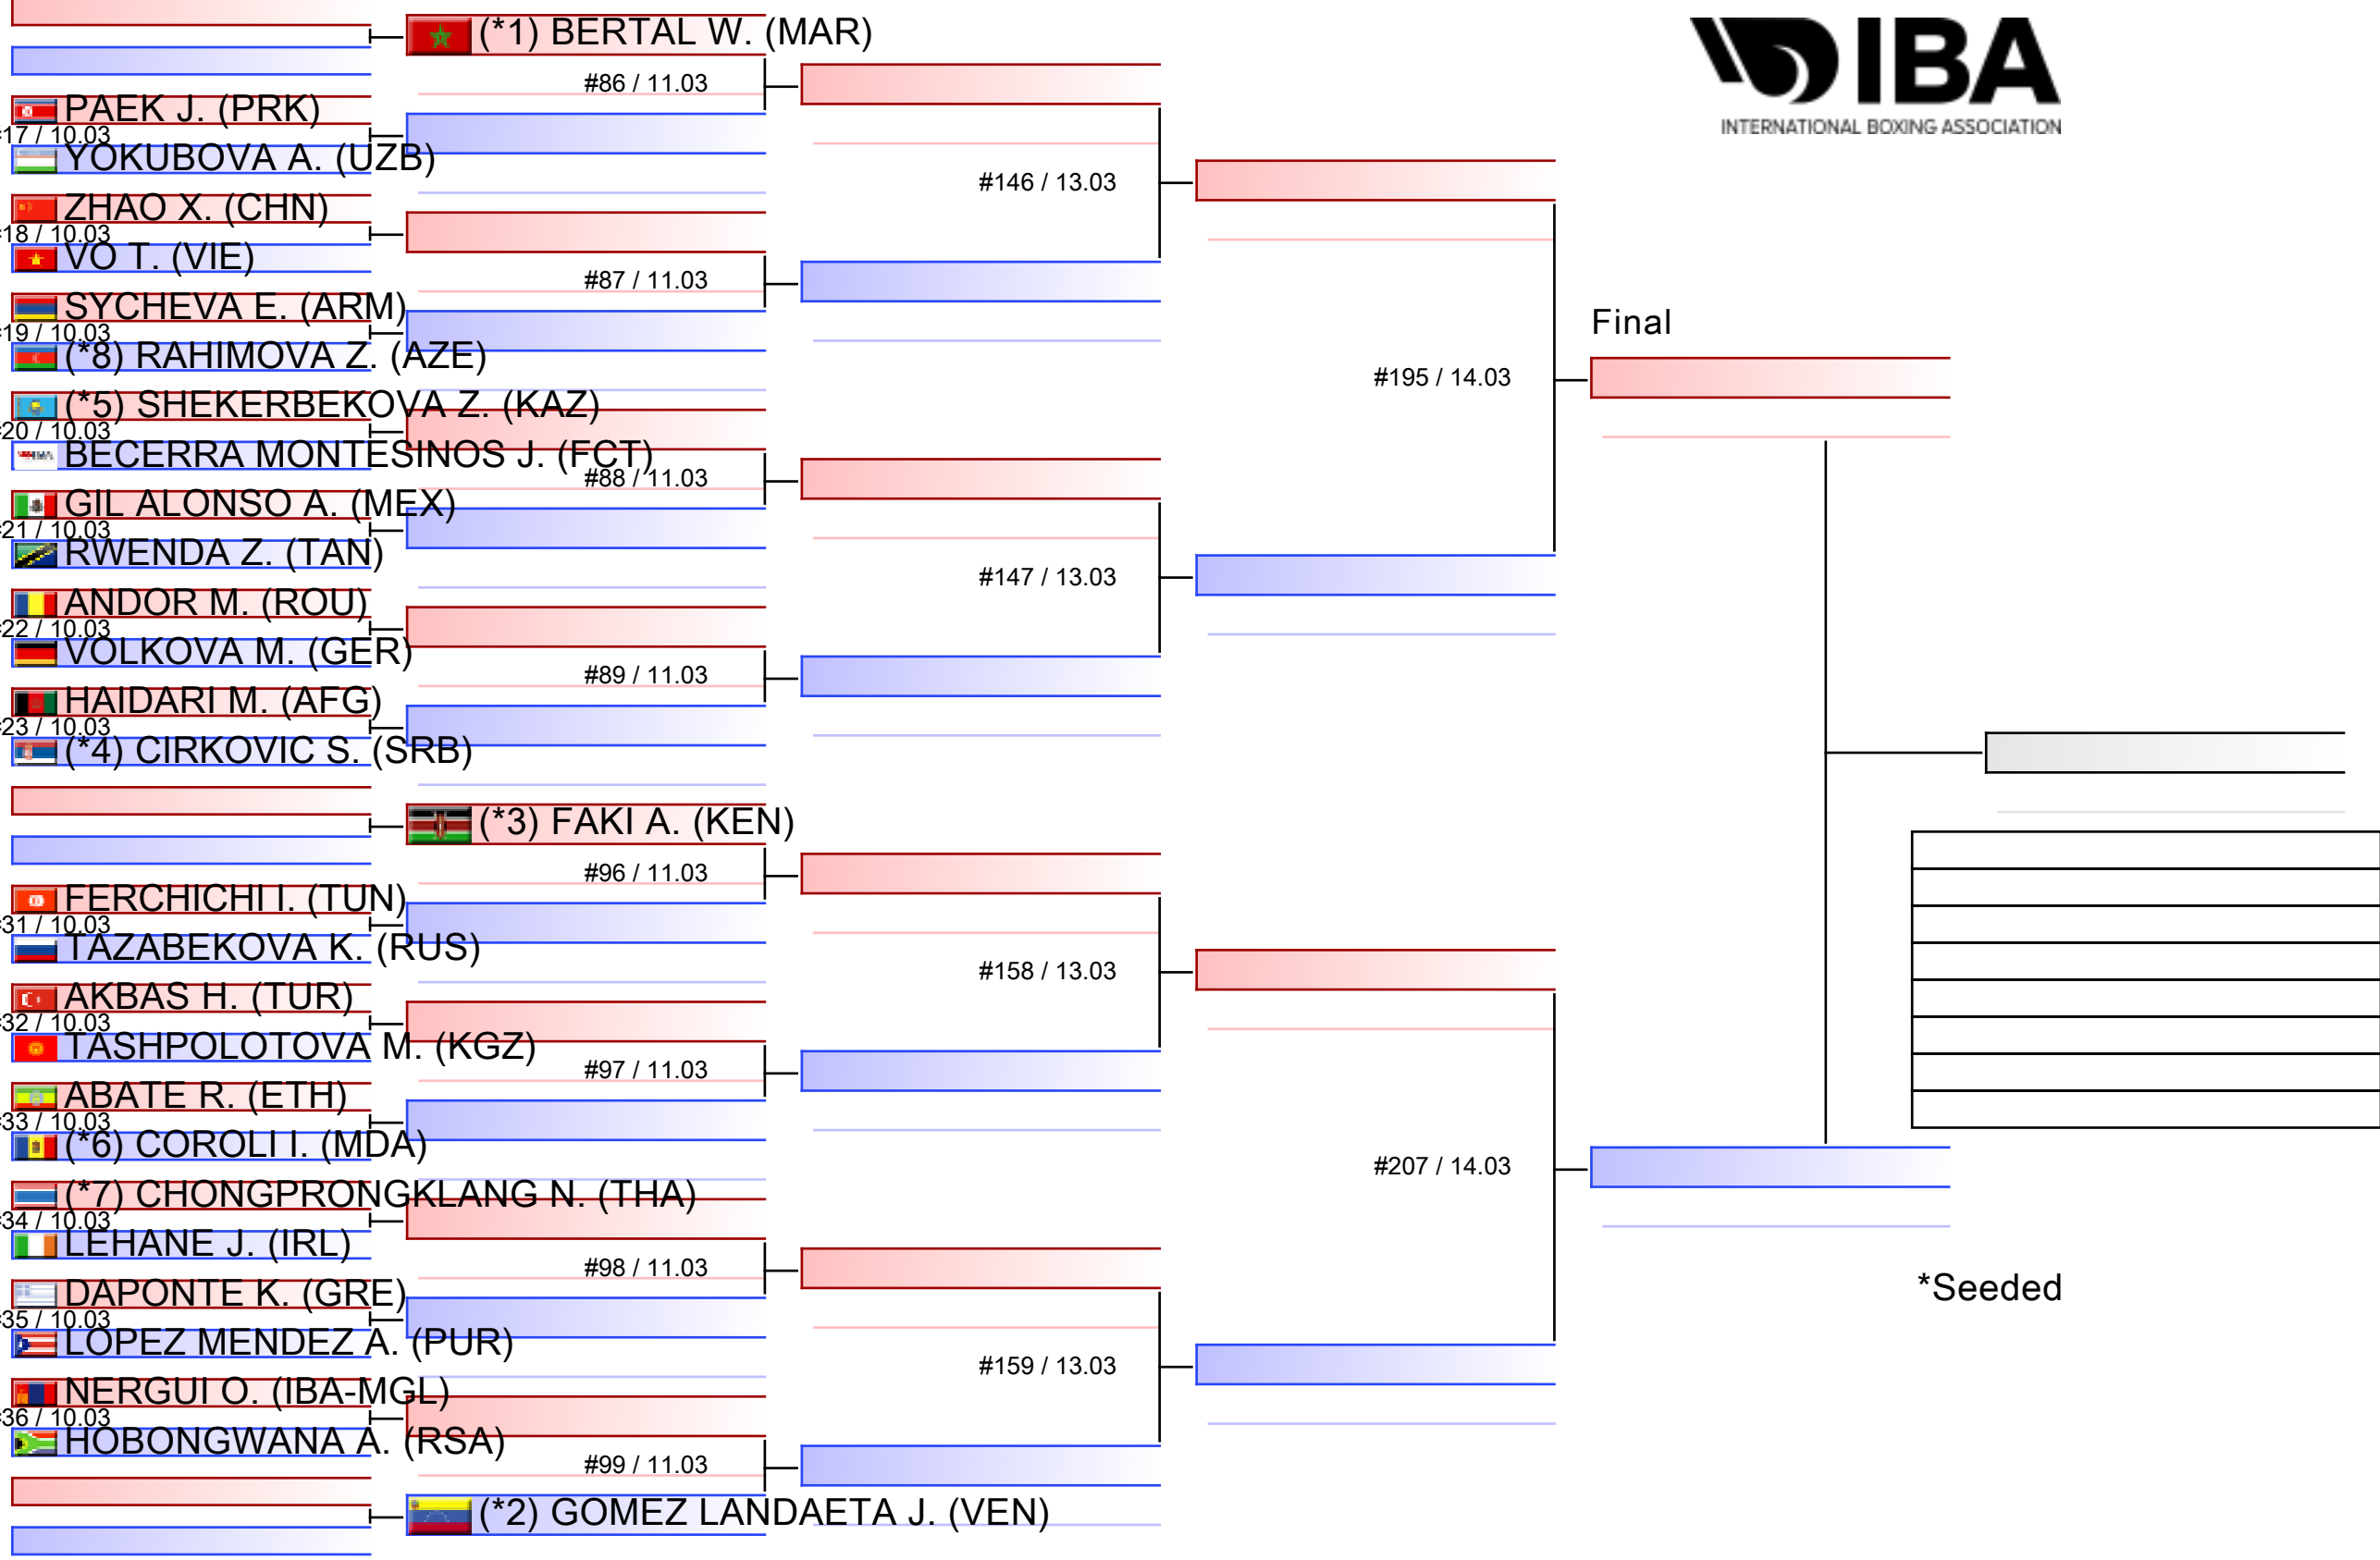 (*1) BERTAL W. (MAR)
#86 / 11.03
PAEK J. (PRK)
#17 / 10.03
YOKUBOVA A. (UZB)
ZHAO X. (CHN)
#18 / 10.03
VO T. (VIE)
#87 / 11.03
SYCHEVA E. (ARM)
#19 / 10.03
(*8) RAHIMOVA Z. (AZE)
(*5) SHEKERBEKOVA Z. (KAZ)
#20 / 10.03
BECERRA MONTESINOS J. (FCT)
#88 / 11.03
GIL ALONSO A. (MEX)
#21 / 10.03
RWENDA Z. (TAN)
ANDOR M. (ROU)
#22 / 10.03
VOLKOVA M. (GER)
#89 / 11.03
HAIDARI M. (AFG)
#23 / 10.03
(*4) CIRKOVIC S. (SRB)
(*3) FAKI A. (KEN)
#96 / 11.03
FERCHICHI I. (TUN)
#31 / 10.03
TAZABEKOVA K. (RUS)
AKBAS H. (TUR)
#32 / 10.03
TASHPOLOTOVA M. (KGZ)
#97 / 11.03
ABATE R. (ETH)
#33 / 10.03
(*6) COROLI I. (MDA)
(*7) CHONGPRONGKLANG N. (THA)
#34 / 10.03
LEHANE J. (IRL)
#98 / 11.03
DAPONTE K. (GRE)
#35 / 10.03
LOPEZ MENDEZ A. (PUR)
NERGUI O. (IBA-MGL)
#36 / 10.03
HOBONGWANA A. (RSA)
#99 / 11.03
(*2) GOMEZ LANDAETA J. (VEN)
#146 / 13.03
#147 / 13.03
#158 / 13.03
#159 / 13.03
#195 / 14.03
#207 / 14.03
Final
IBA
INTERNATIONAL BOXING ASSOCIATION
*Seeded